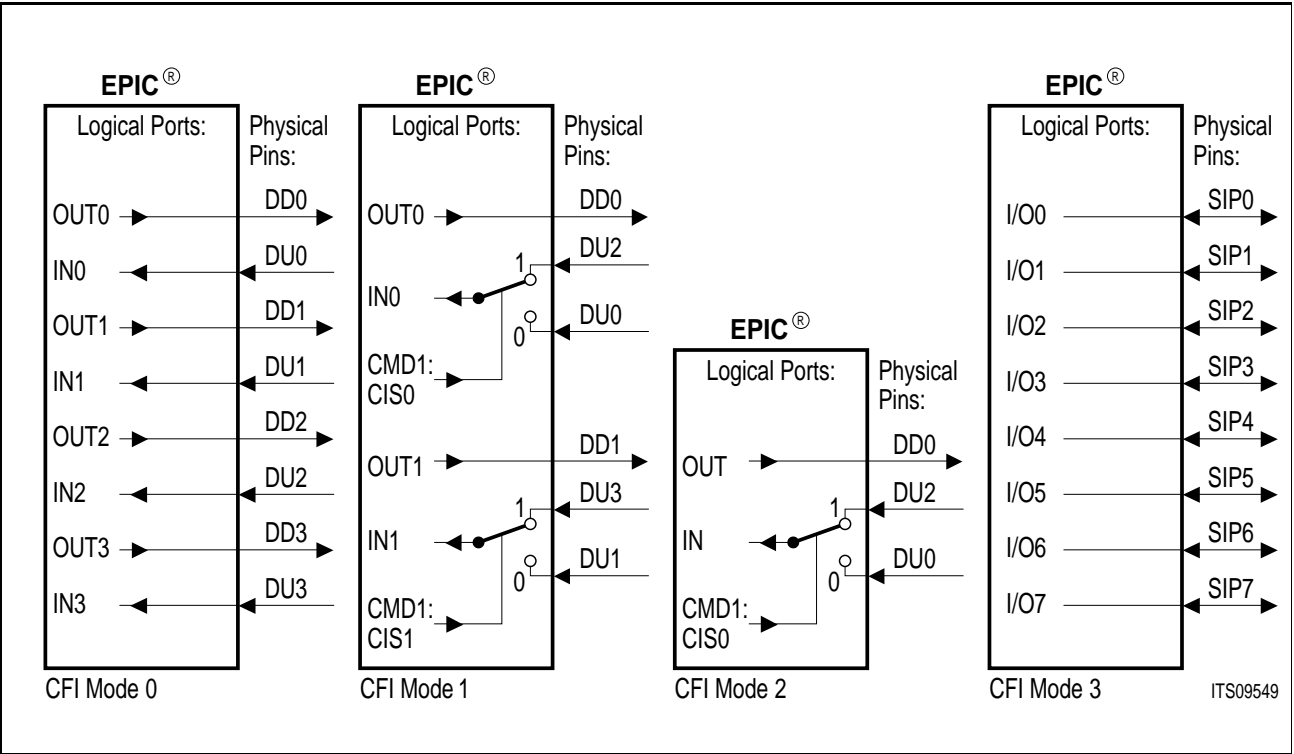 EPIC®
Logical Ports:
Physical
Pins:
OUT0
DD0
IN0
DU0
OUT1
DD1
IN1
DU1
OUT2
DD2
IN2
DU2
OUT3
DD3
IN3
DU3
CFI Mode 0
EPIC®
Logical Ports:
Physical
Pins:
OUT0
DD0
DU2
1
IN0
DU0
0
CMD1:
CIS0
OUT1
DD1
DU3
1
IN1
DU1
0
CMD1:
CIS1
CFI Mode 1
EPIC®
Logical Ports:
Physical
Pins:
OUT
DD0
DU2
1
IN
DU0
0
CMD1:
CIS0
CFI Mode 2
EPIC®
Logical Ports:
Physical
Pins:
I/O0
SIP0
I/O1
SIP1
I/O2
SIP2
I/O3
SIP3
I/O4
SIP4
I/O5
SIP5
I/O6
SIP6
I/O7
SIP7
CFI Mode 3
ITS09549